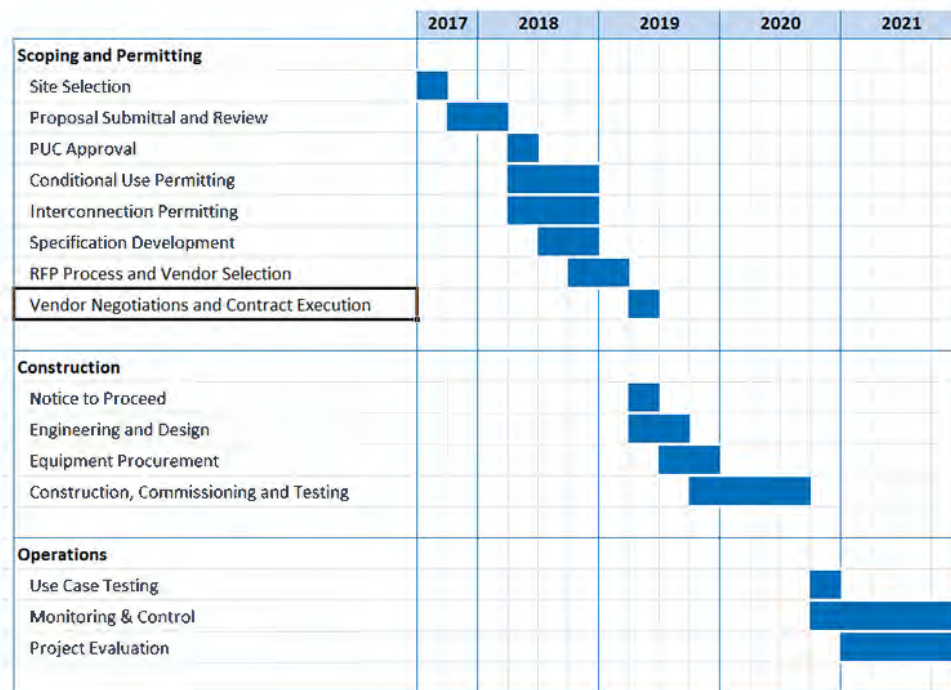 2017 2018 2019 2020 2021
Scoping and Permitting
Site Selection
Proposal Submittal and Review
PUC Approval
Conditional Use Permitting
Interconnection Permitting
Specification Development
RFP Process and Vendor Selection
Vendor Negotiations and Contract Execution
Construction
Notice to Proceed
Engineering and Design
Equipment Procurement
Construction, Commissioning and Testing
Operations
Use Case Testing
Monitoring & Control
Project Evaluation